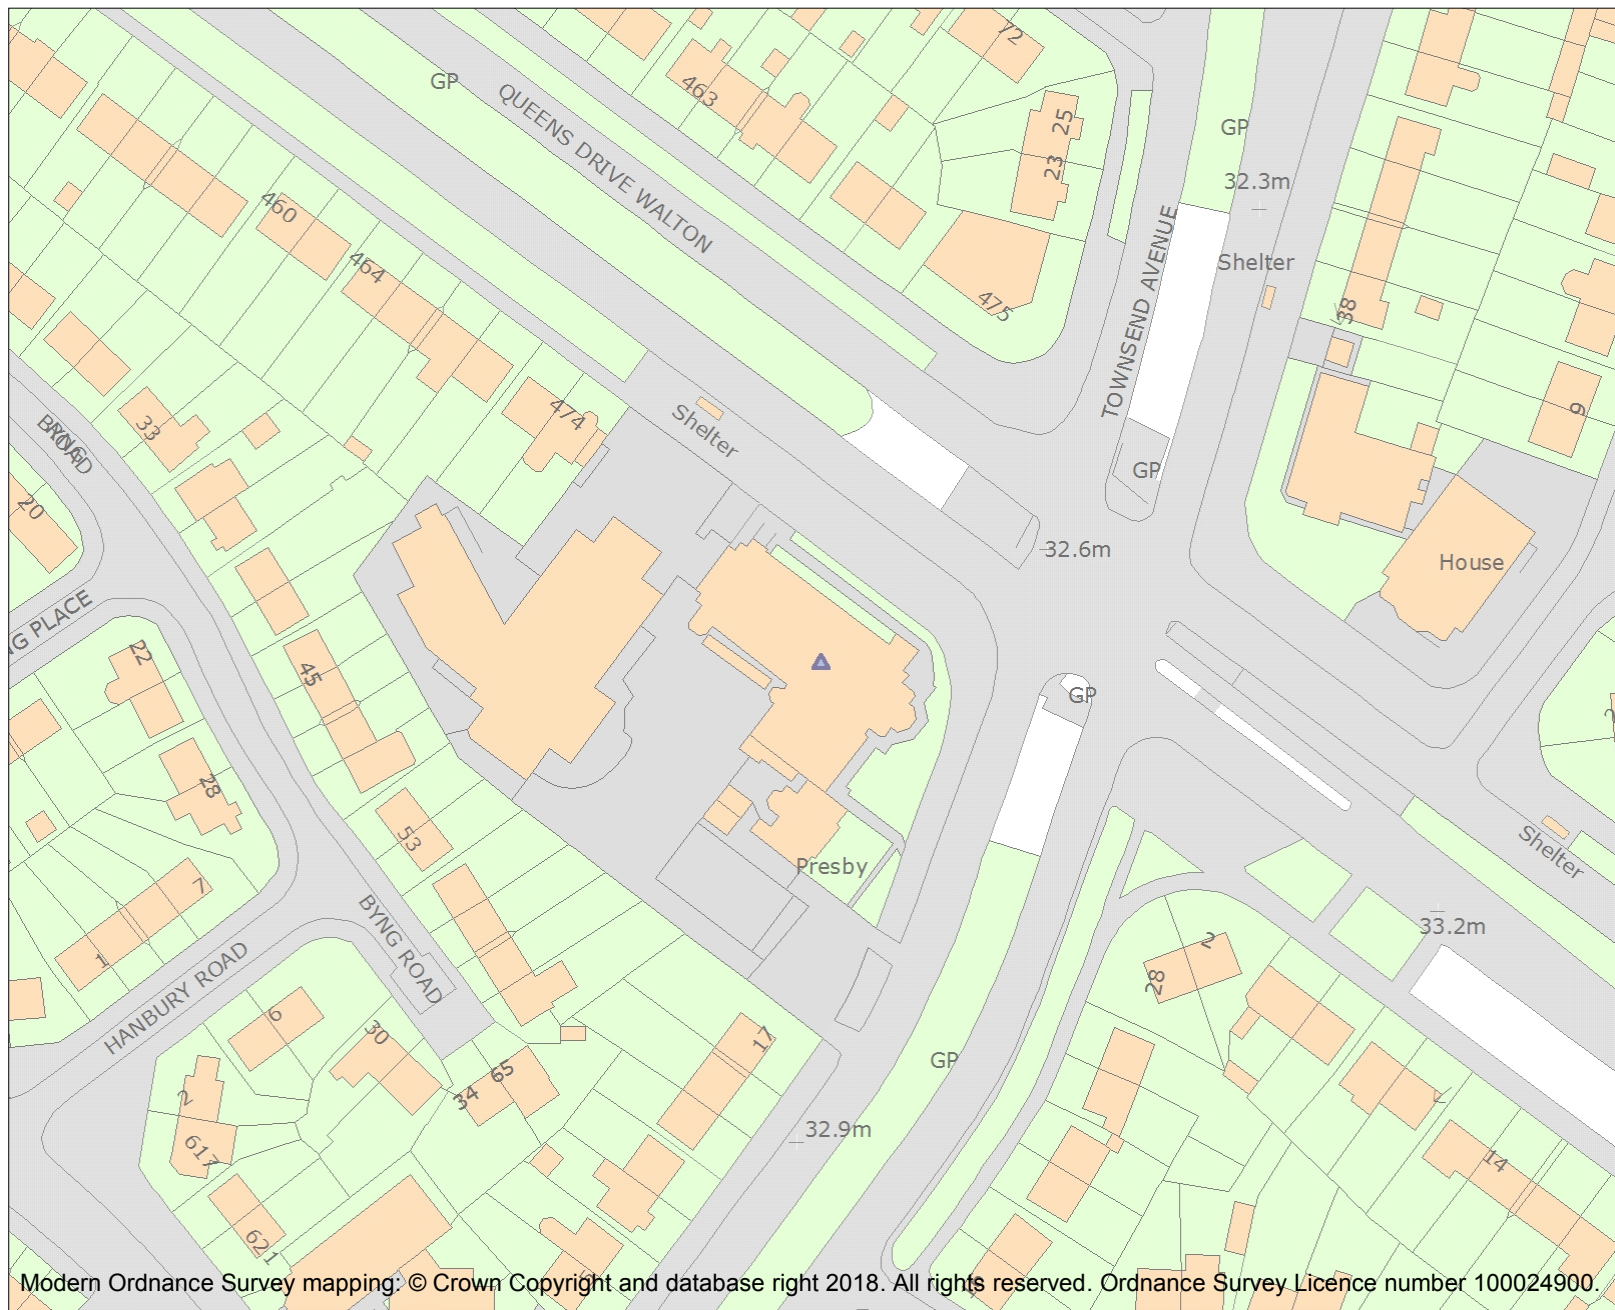 72
GP
463
QUEENS DRIVE WALTON
25
23
GP
32.3m
460
464
TOWNSEND AVENUE
Shelter
475
38
474
33
Shelter
9
BYNG
ROAD
GP
20
32.6m
House
NG PLACE
22
45
GP
28
53
Shelter
Presby
7
1
BYNG ROAD
33.2m
2
28
HANBURY ROAD
6
30
17
65
34
GP
2
32.9m
617
14
621
Modern Ordnance Survey mapping: © Crown Copyright and database right 2018. All rights reserved. Ordnance Survey Licence number 100024900.